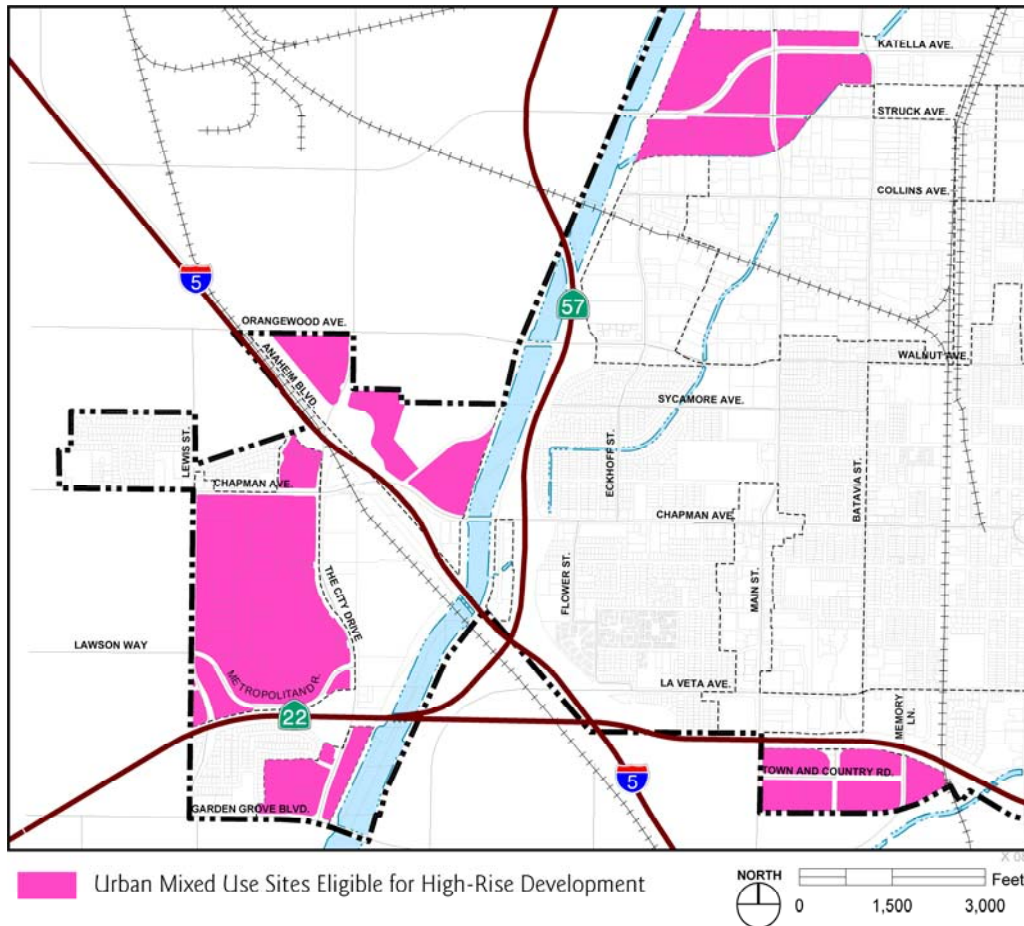 KATELLA AVE.
STRUCK AVE.
COLLINS AVE.
5
57
ORANGEWOOD AVE.
ANAHEIM BLVD.
WALNUT AVE.
SYCAMORE AVE.
LEWIS ST.
ECKHOFF ST.
BATAVIA ST.
CHAPMAN AVE.
CHAPMAN AVE.
THE CITY DRIVE
FLOWER ST.
MAIN ST.
LAWSON WAY
METROPOLITAN DR.
LA VETA AVE.
MEMORY
LN.
22
5
TOWN AND COUNTRY RD.
GARDEN GROVE BLVD.
Urban Mixed Use Sites Eligible for High-Rise Development
NORTH
Feet
0 1,500 3,000